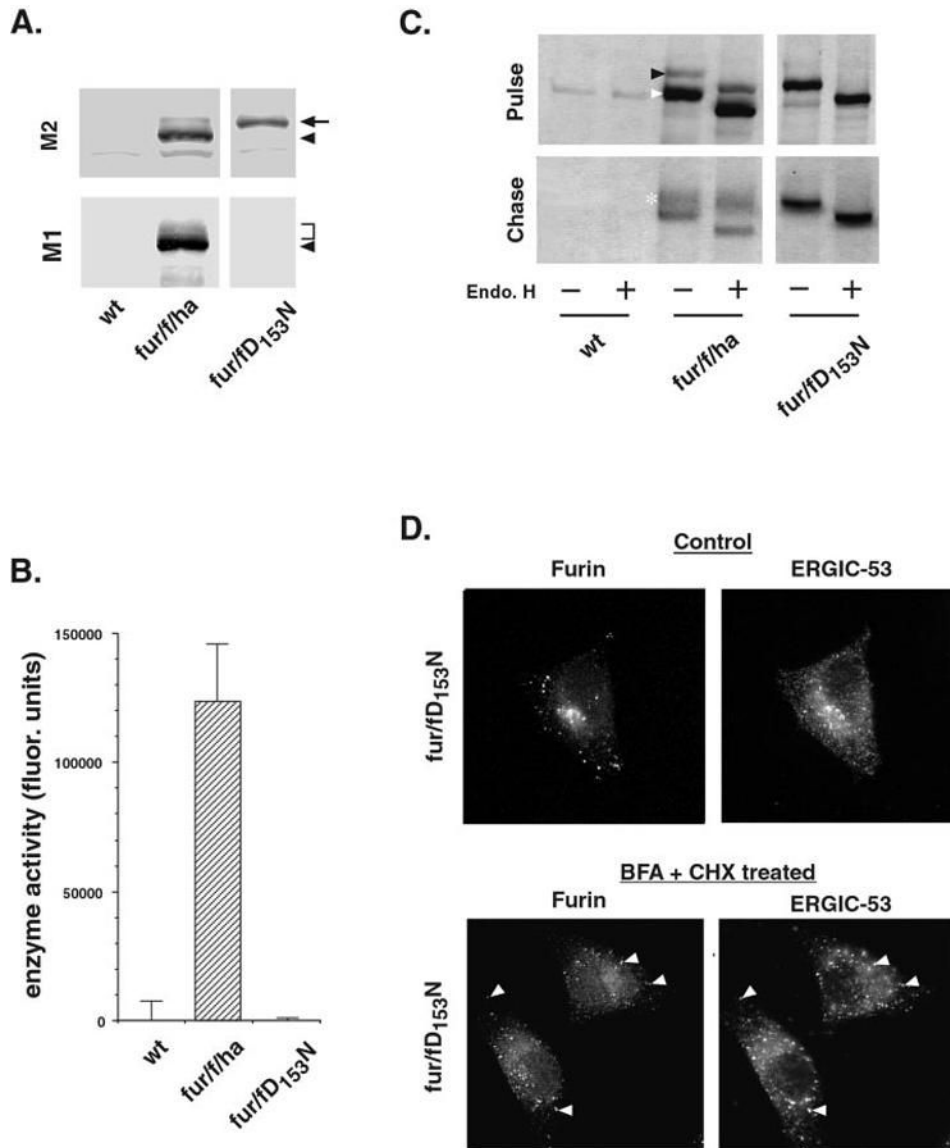 A.
M2
M1
wt
fur/f/ha
fur/fD153N
B.
enzyme activity (fluor. units)
150000
100000
50000
0
wt
fur/f/ha
fur/fD153N
C.
Pulse
Chase
*
Endo. H
− + − + − +
wt
fur/f/ha
fur/fD153N
D.
Control
Furin ERGIC-53
fur/fD153N
BFA + CHX treated
Furin ERGIC-53
fur/fD153N